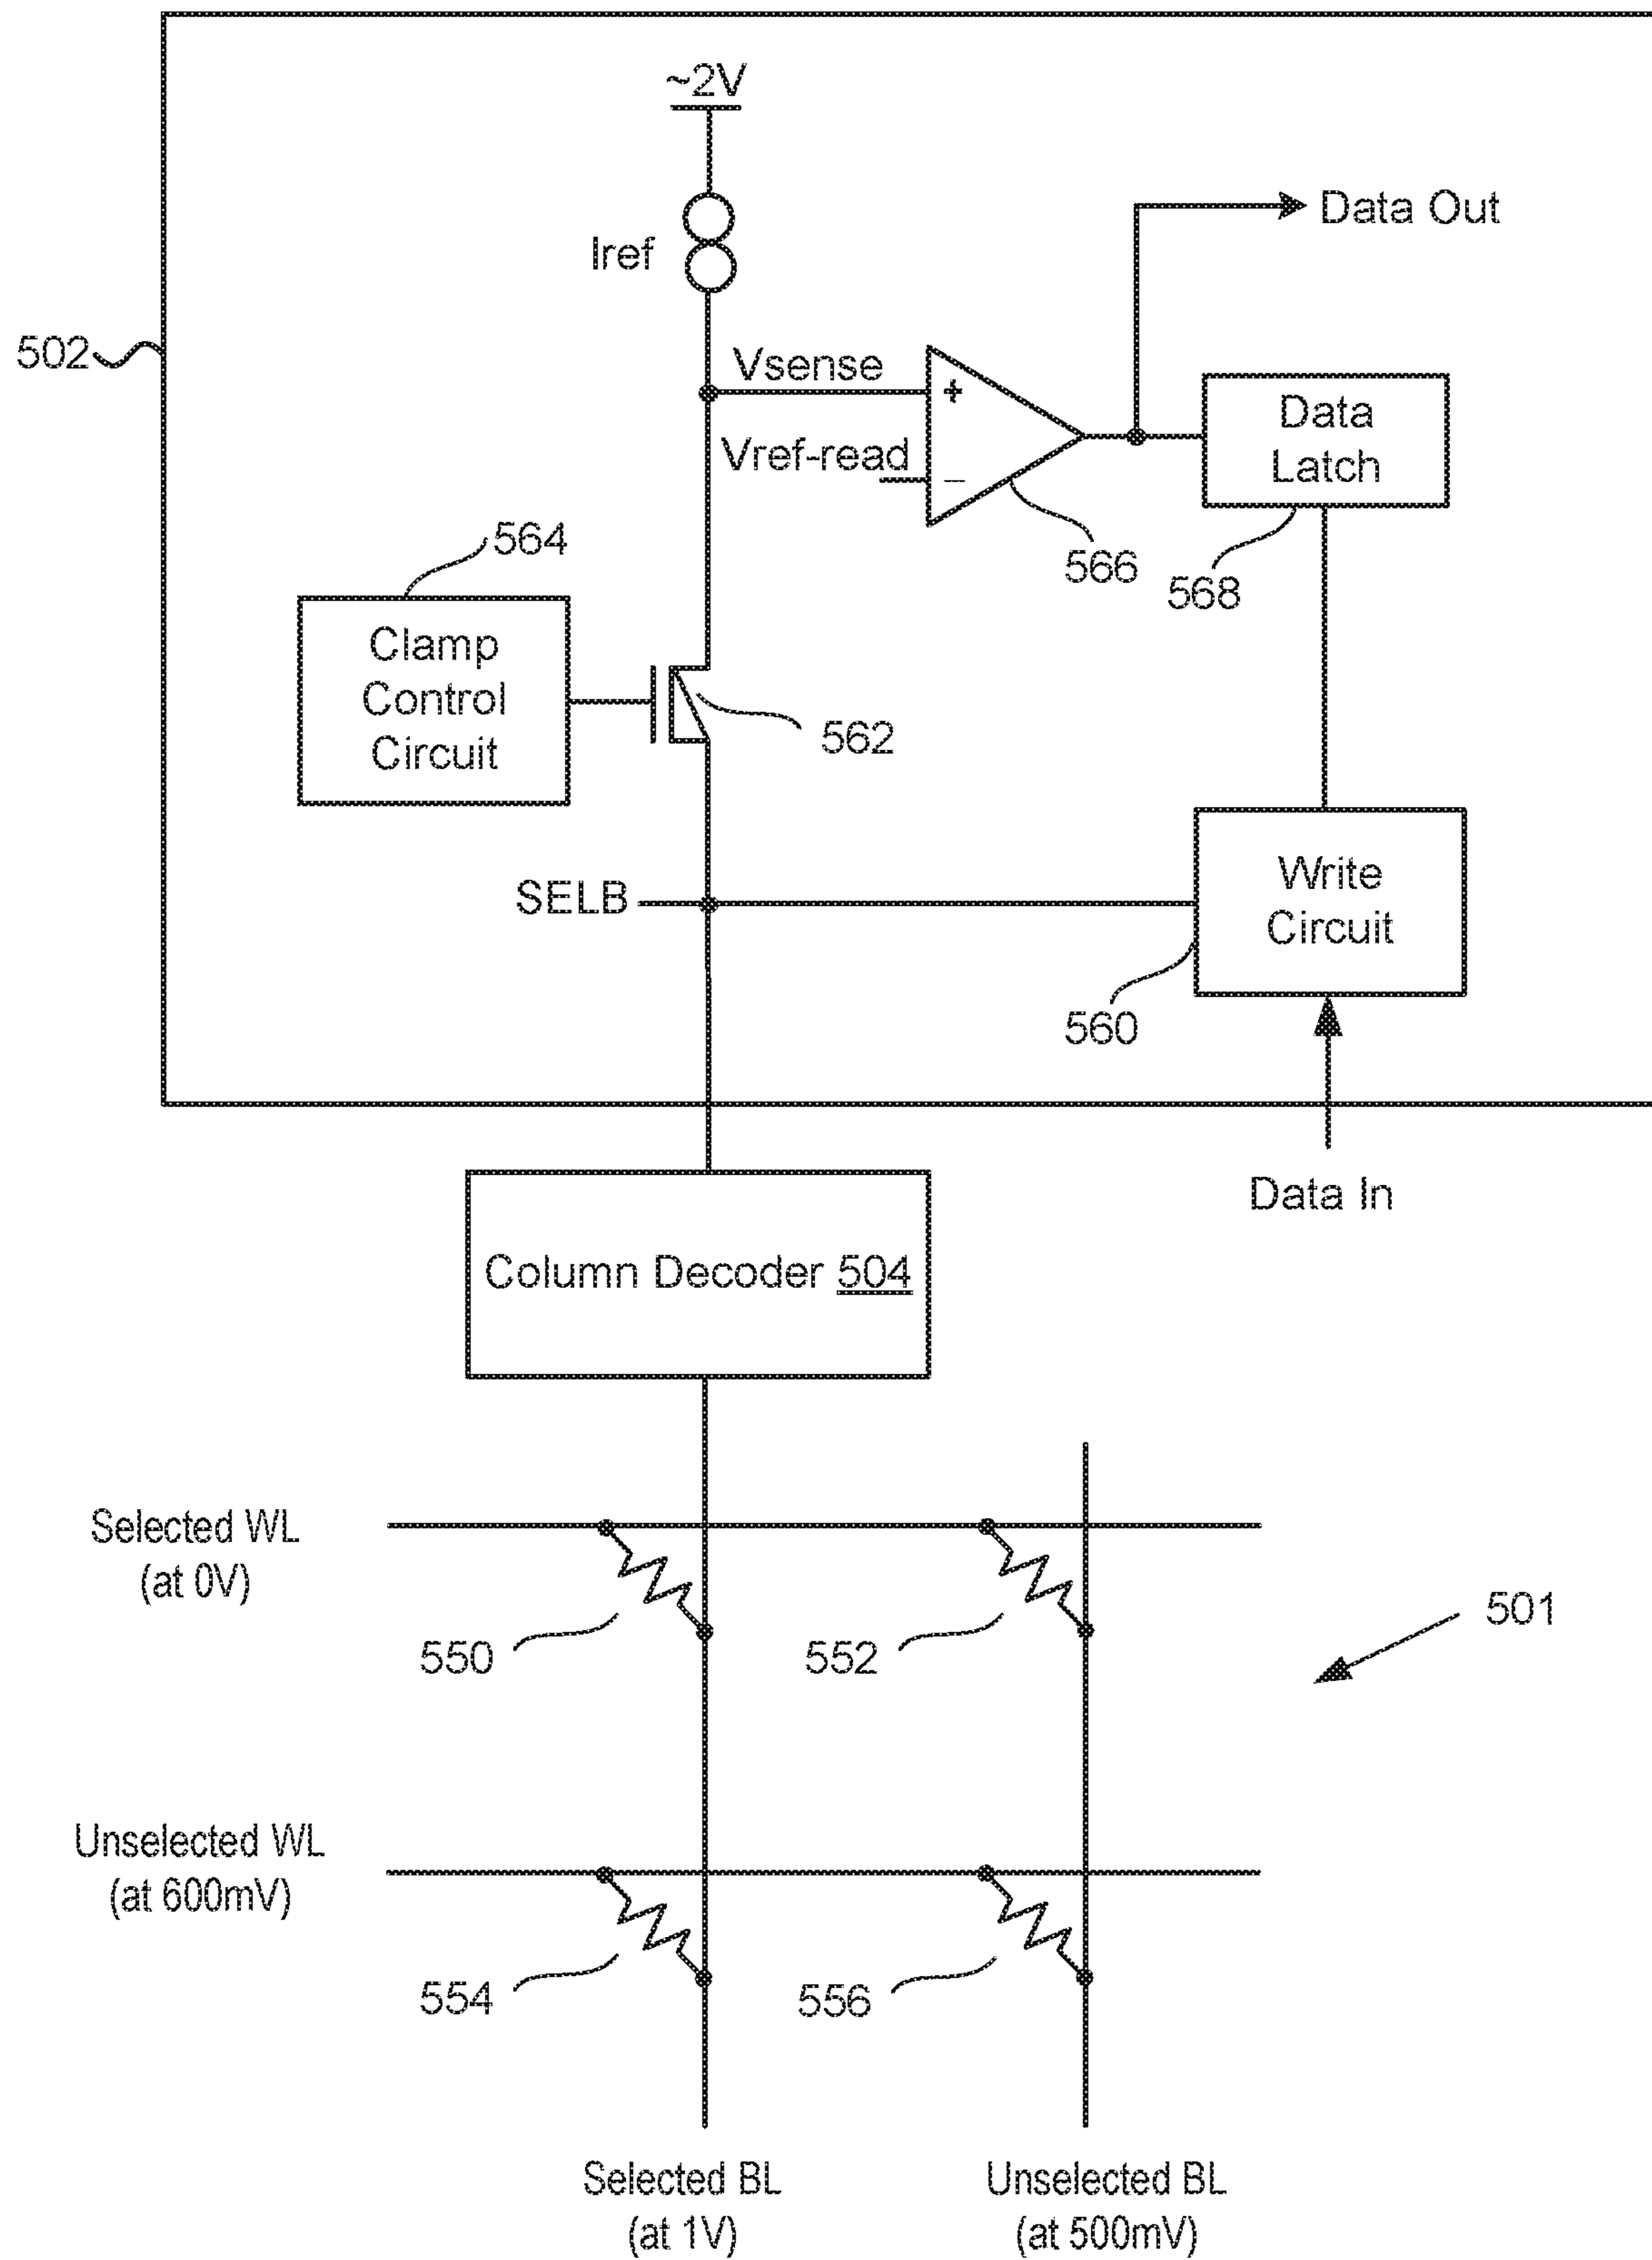 ~2V
Data Out
Iref
502
Vsense
+
Data
Latch
Vref-read
−
564
566
568
Clamp
Control
Circuit
562
SELB
Write
Circuit
560
Data In
Column Decoder 504
Selected WL
(at 0V)
550
552
501
Unselected WL
(at 600mV)
554
556
Selected BL
(at 1V)
Unselected BL
(at 500mV)